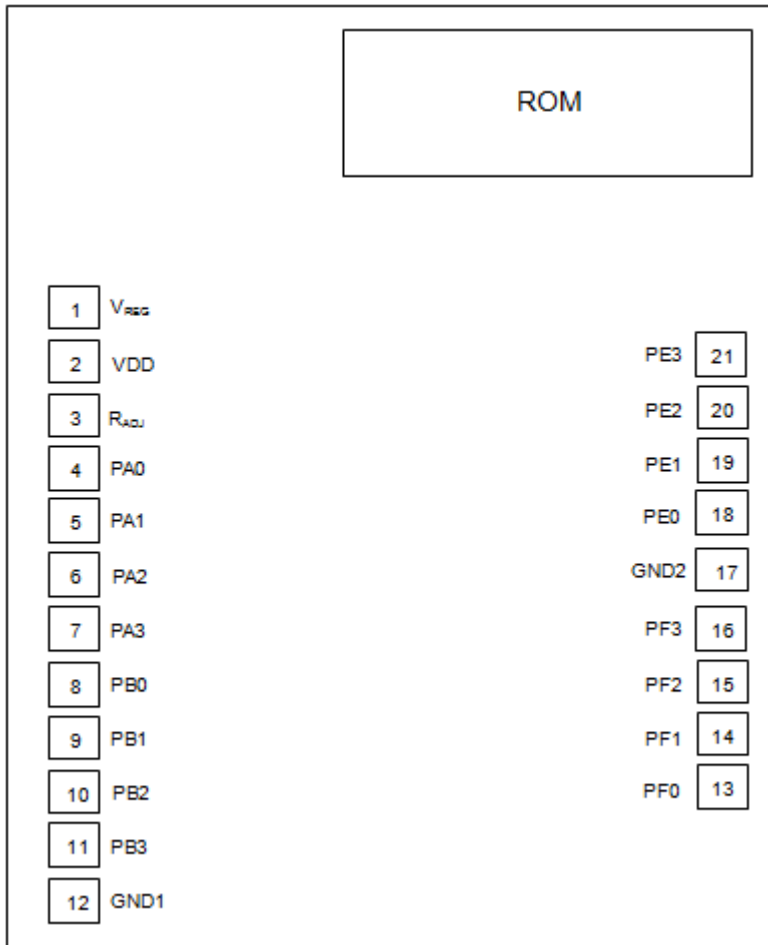 ROM
1 VREG
2 VDD
3 RADJ
4 PA0
5 PA1
6 PA2
7 PA3
8 PB0
9 PB1
10 PB2
11 PB3
12 GND1
PE3 21
PE2 20
PE1 19
PE0 18
GND2 17
PF3 16
PF2 15
PF1 14
PF0 13